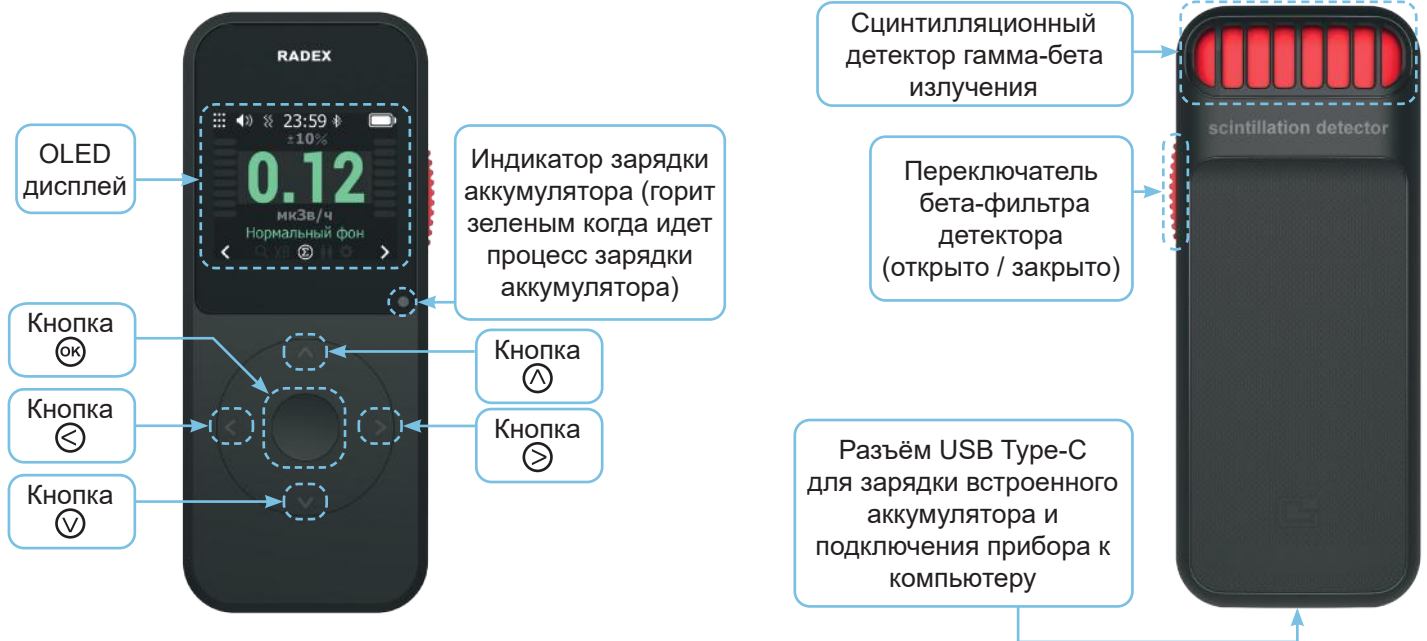 RADEX
23:59
±10%
0.12
мкЗв/ч
Нормальный фон
OLED
дисплей
Индикатор зарядки
аккумулятора (горит
зеленым когда идет
процесс зарядки
аккумулятора)
Кнопка
OK
Кнопка
<
Кнопка
V
Кнопка
Λ
Кнопка
>
Сцинтилляционный
детектор гамма-бета
излучения
scintillation detector
Переключатель
бета-фильтра
детектора
(открыто / закрыто)
Разъём USB Type-C
для зарядки встроенного
аккумулятора и
подключения прибора к
компьютеру